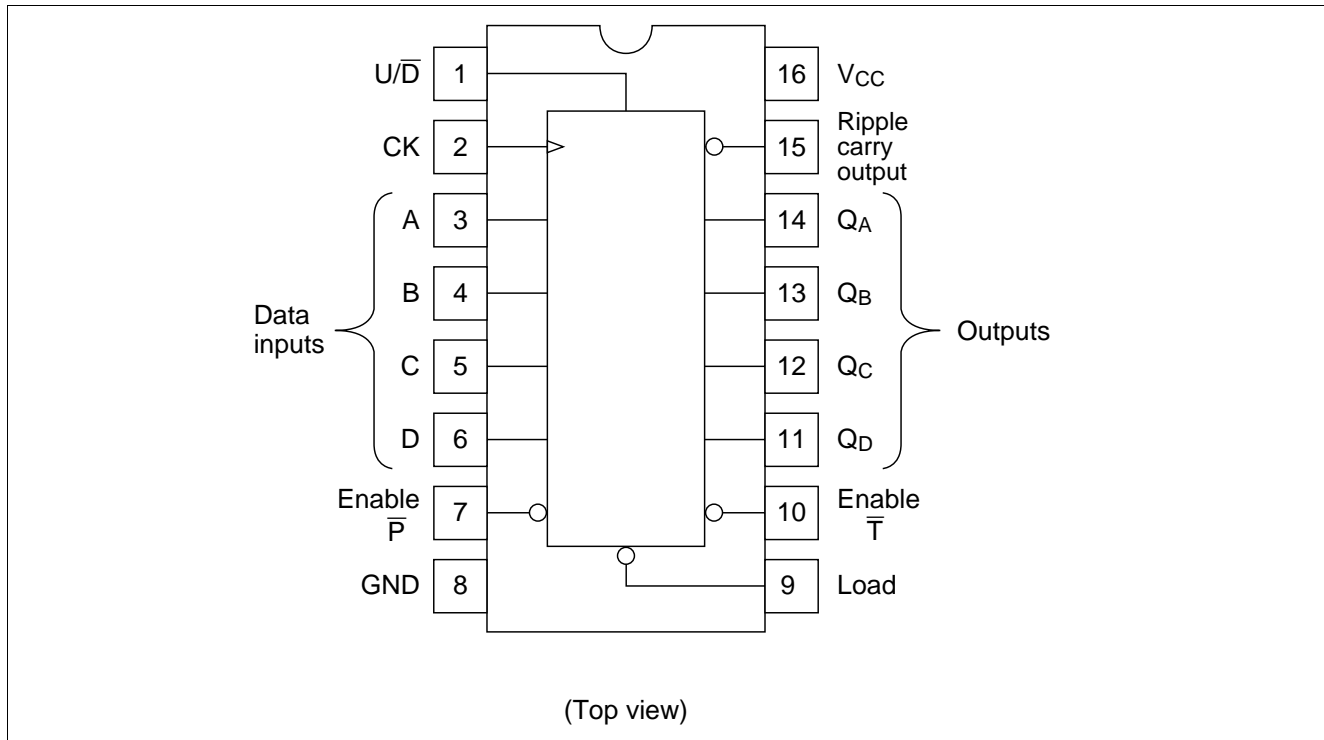 U/D̅ 1
CK 2
A 3
B 4
C 5
D 6
Data
inputs
Enable
P̅ 7
GND 8
16 VCC
15 Ripple
carry
output
14 QA
13 QB
12 QC
11 QD
Outputs
10 Enable
T̅
9 Load
(Top view)